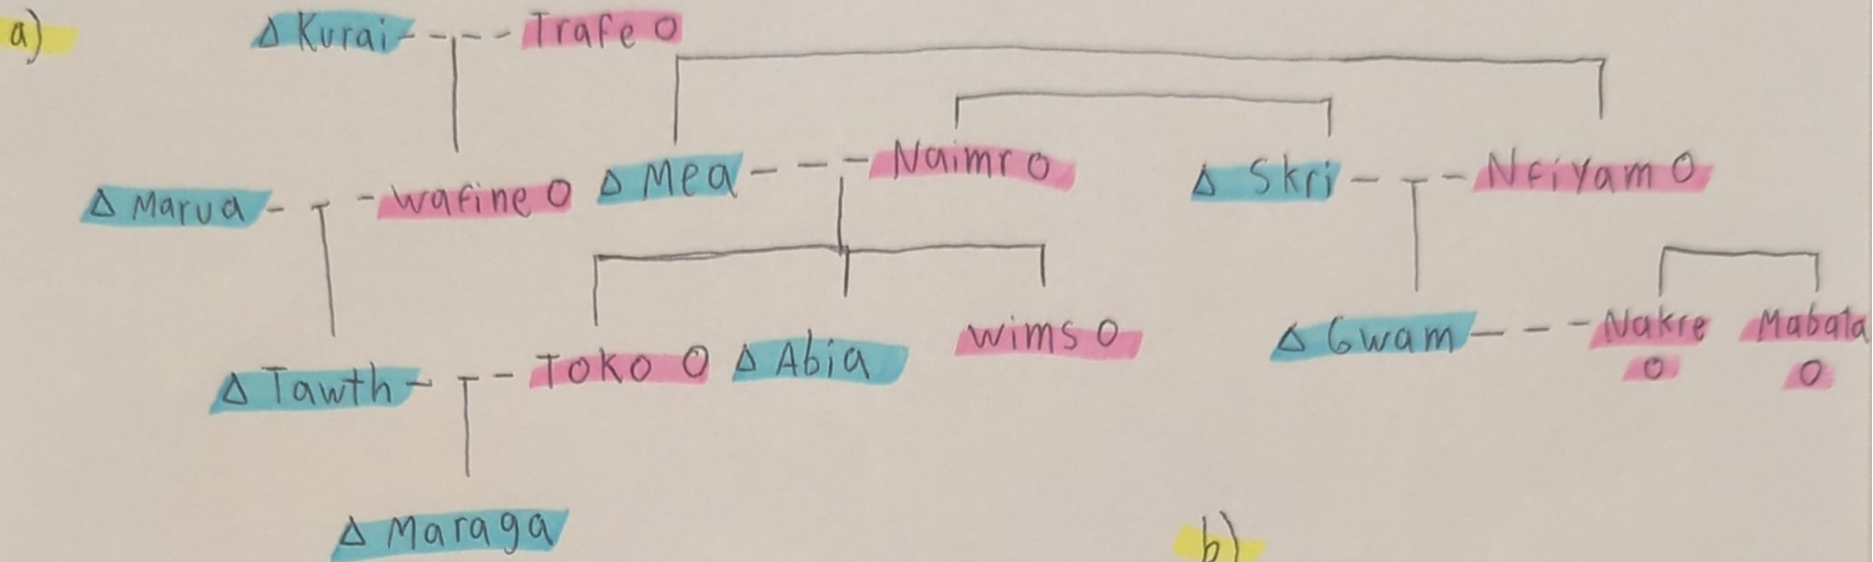 a) Δ Kurai Trafe O
Δ Mea Naimr O Δ Skri Nfiyam O
Δ Marua Wafine O
Δ Tawth Toko O Δ Abia Wims O Δ Gwam Nakre O Mabata O
Δ Maraga
b)